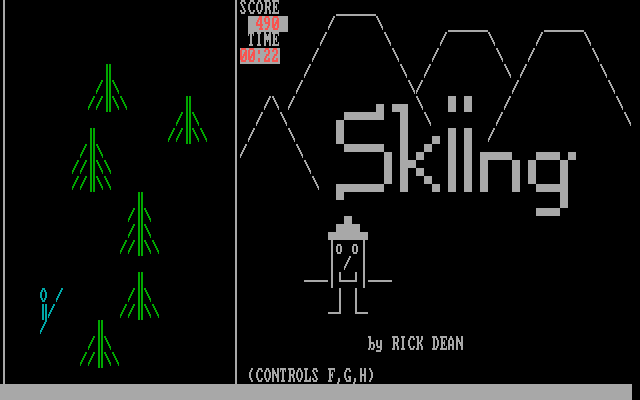 SCORE
490
TIME
00:22
Skiing
by RICK DEAN
(CONTROLS F,G,H)